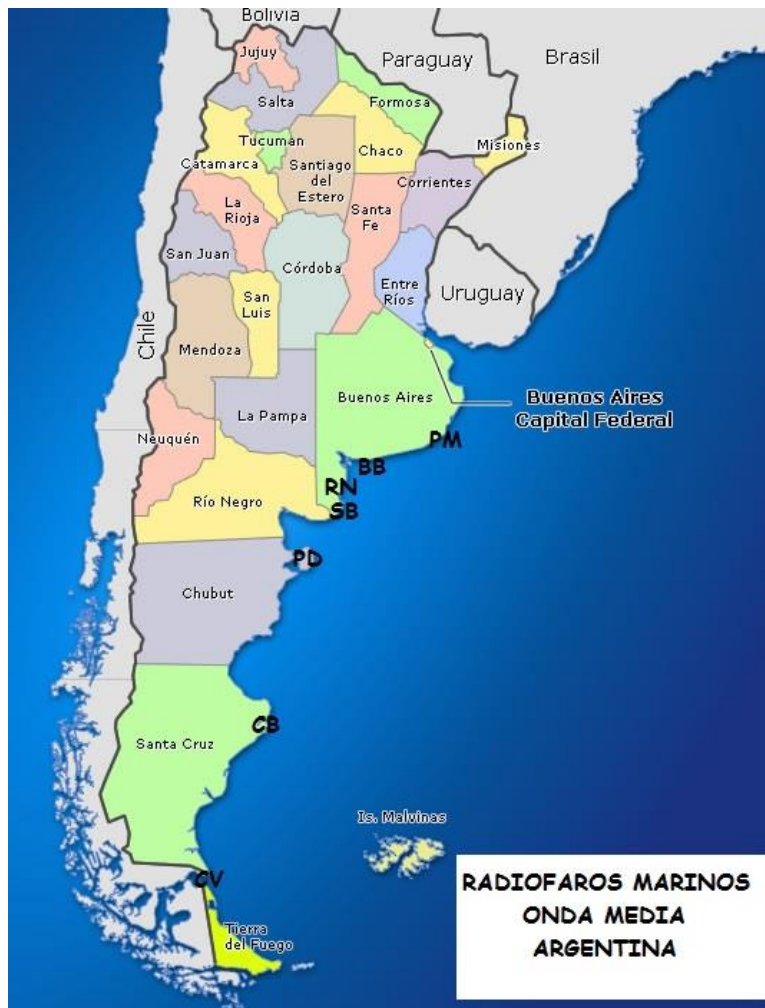 Bolivia
Jujuy
Paraguay
Brasil
Salta
Formosa
Tucumán
Chaco
Misiones
Catamarca
Santiago
del
Estero
Corrientes
La
Rioja
Santa
Fe
San Juan
Córdoba
Entre
Ríos
Uruguay
San
Luis
Chile
Mendoza
Buenos Aires
Buenos Aires
Capital Federal
La Pampa
Neuquén
PM
BB
RN
Río Negro
SB
PD
Chubut
CB
Santa Cruz
Is. Malvinas
CV
Tierra
del Fuego
RADIOFAROS MARINOS
ONDA MEDIA
ARGENTINA